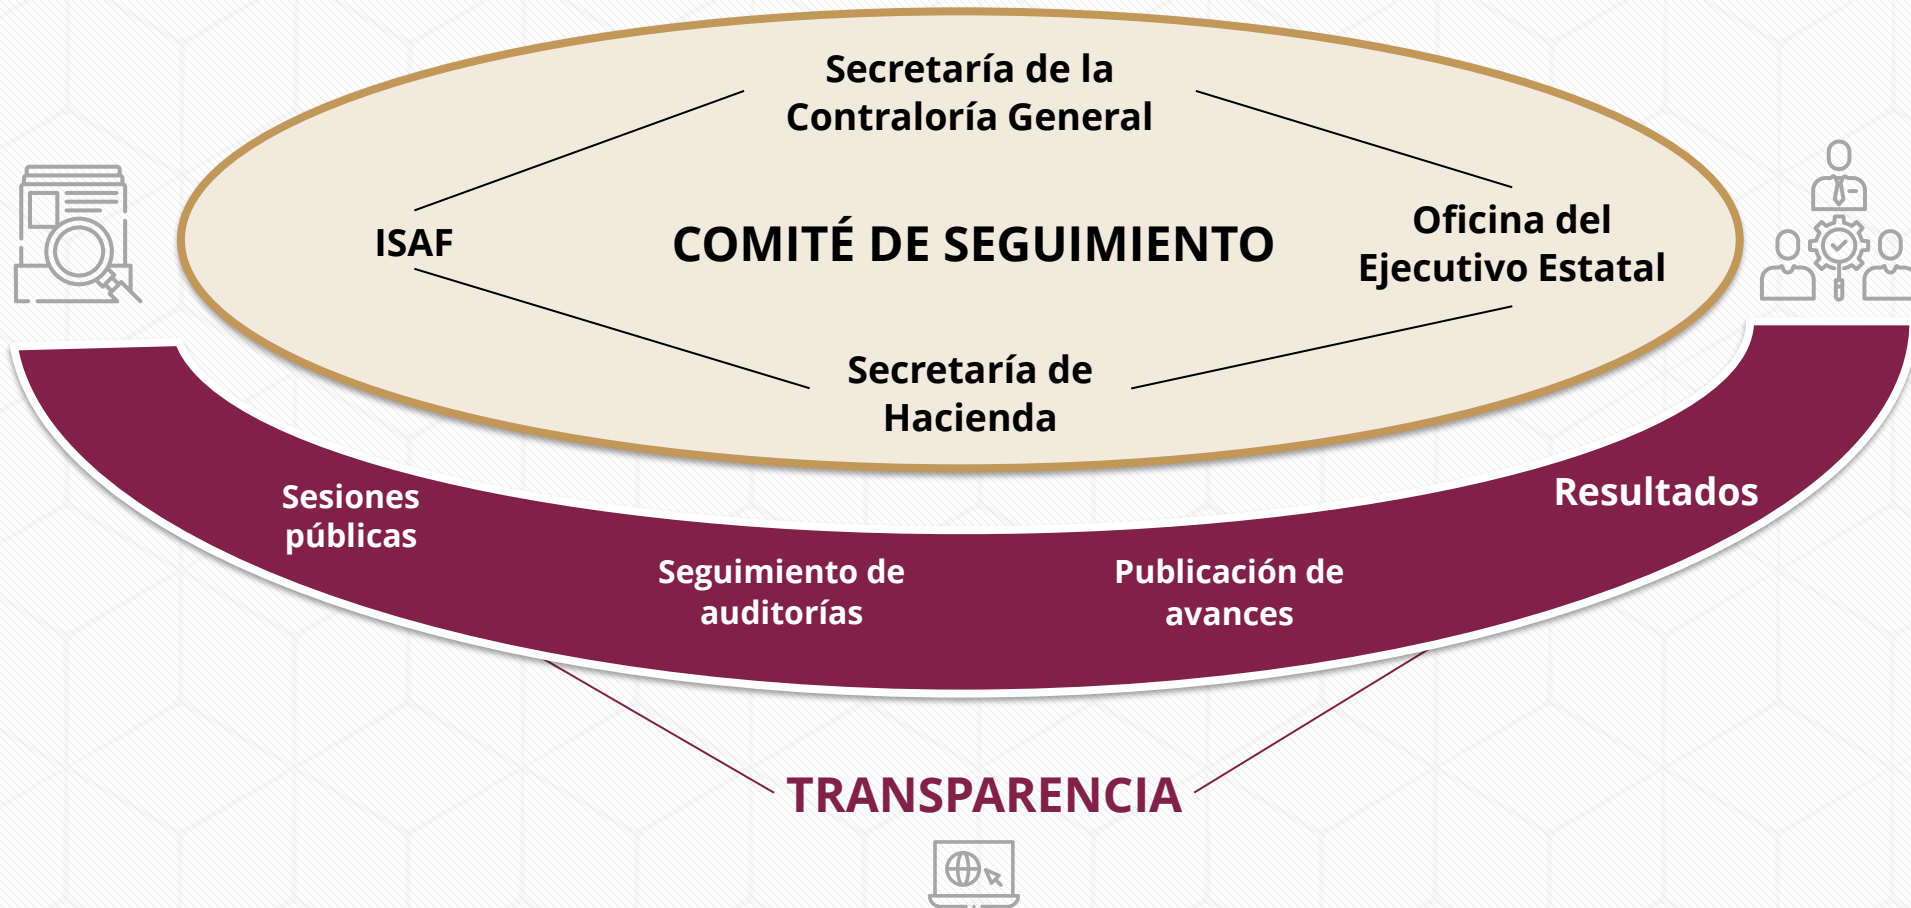 Secretaría de la
Contraloría General
ISAF
COMITÉ DE SEGUIMIENTO
Oficina del
Ejecutivo Estatal
Secretaría de
Hacienda
Sesiones
públicas
Seguimiento de
auditorías
Publicación de
avances
Resultados
TRANSPARENCIA